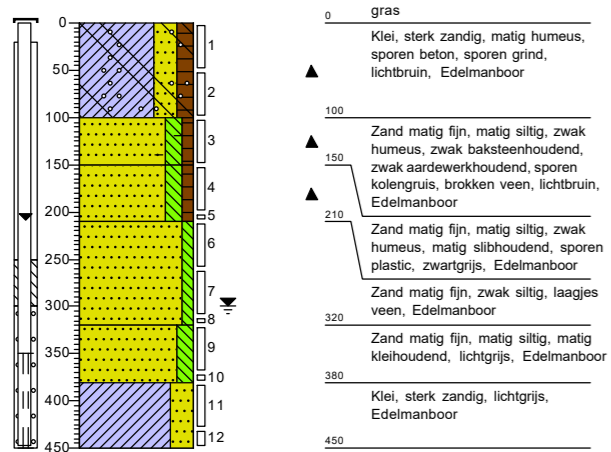 0
50
100
150
200
250
300
350
400
450
1
2
3
4
5
6
7
8
9
10
11
12
0 gras
Klei, sterk zandig, matig humeus,
sporen beton, sporen grind,
lichtbruin, Edelmanboor
100
Zand matig fijn, matig siltig, zwak
humeus, zwak baksteenhoudend,
zwak aardewerkhoudend, sporen
kolengruis, brokken veen, lichtbruin,
Edelmanboor
150
Zand matig fijn, matig siltig, zwak
humeus, matig slibhoudend, sporen
plastic, zwartgrijs, Edelmanboor
210
Zand matig fijn, zwak siltig, laagjes
veen, Edelmanboor
320
Zand matig fijn, matig siltig, matig
kleihoudend, lichtgrijs, Edelmanboor
380
Klei, sterk zandig, lichtgrijs,
Edelmanboor
450